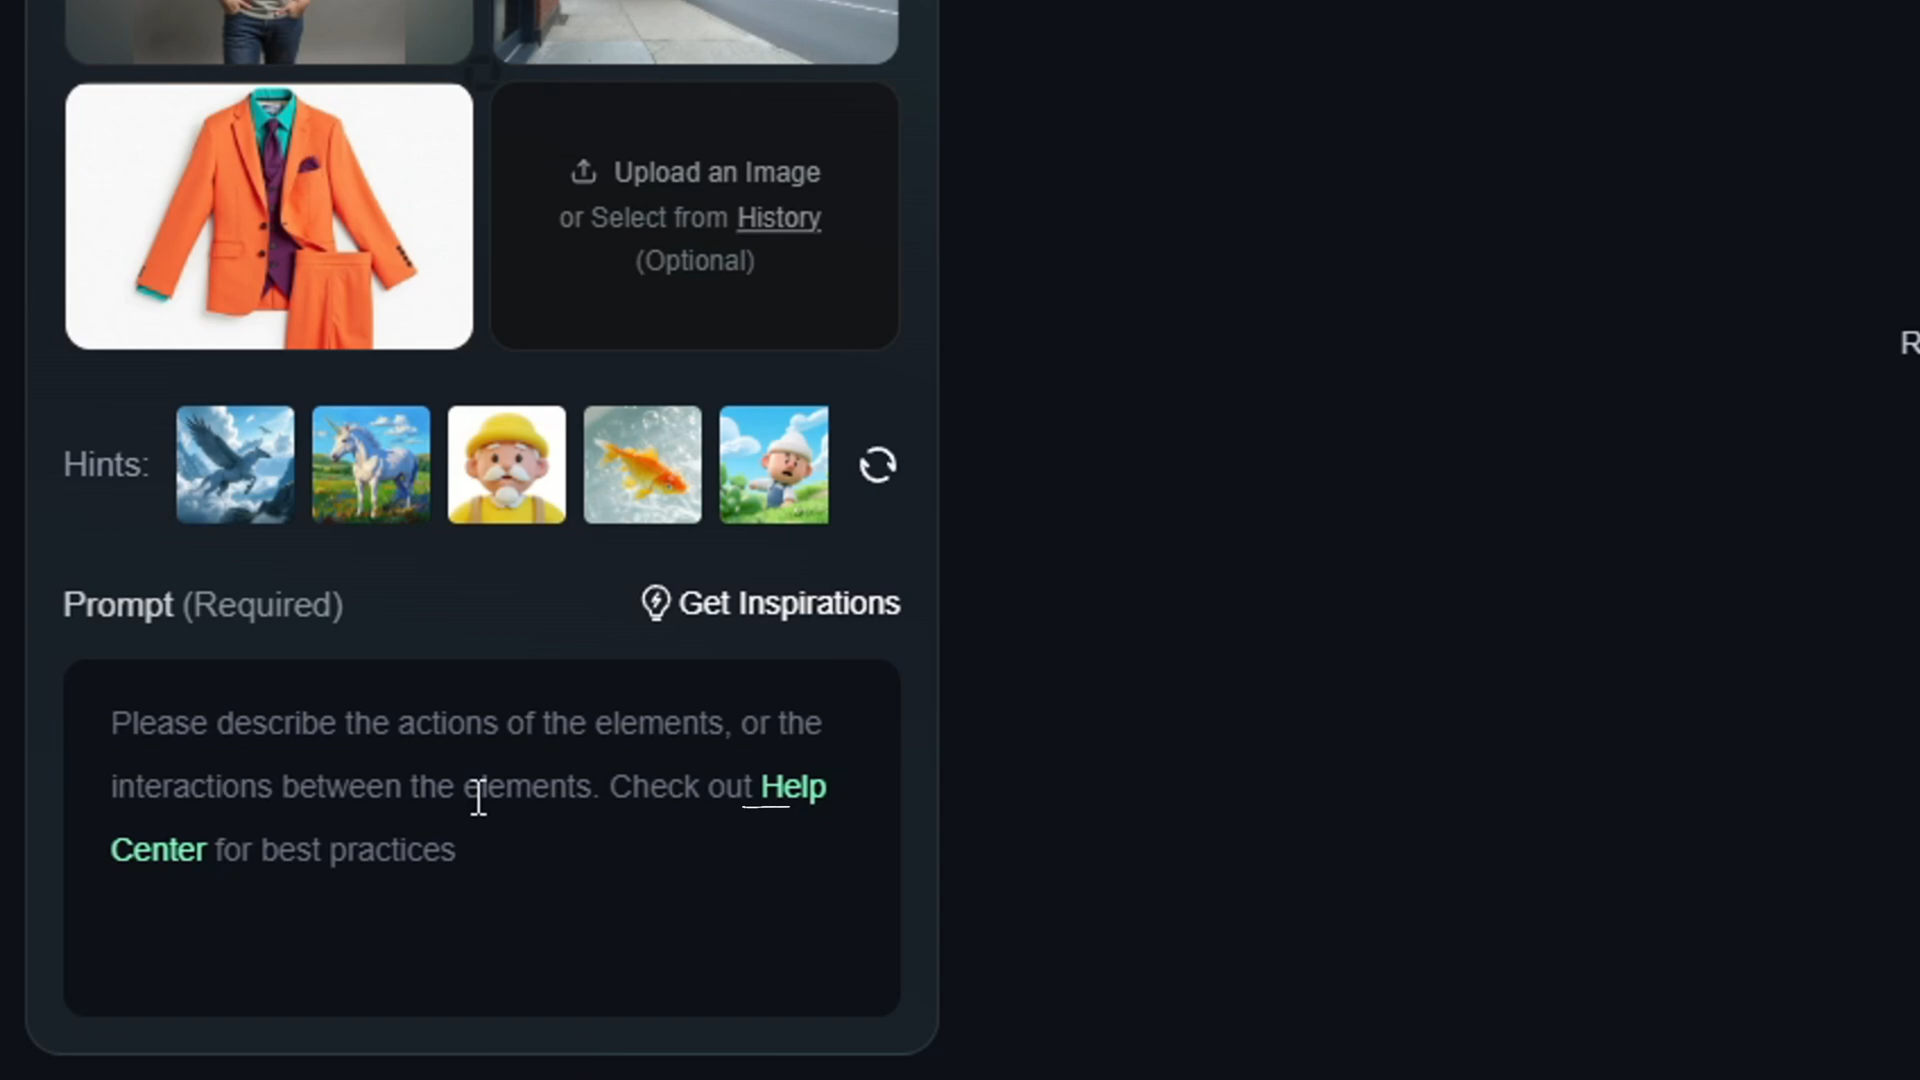 Upload an Image
or Select from History
(Optional)
Hints:
Prompt (Required)
Get Inspirations
Please describe the actions of the elements, or the
interactions between the elements. Check out Help
Center for best practices